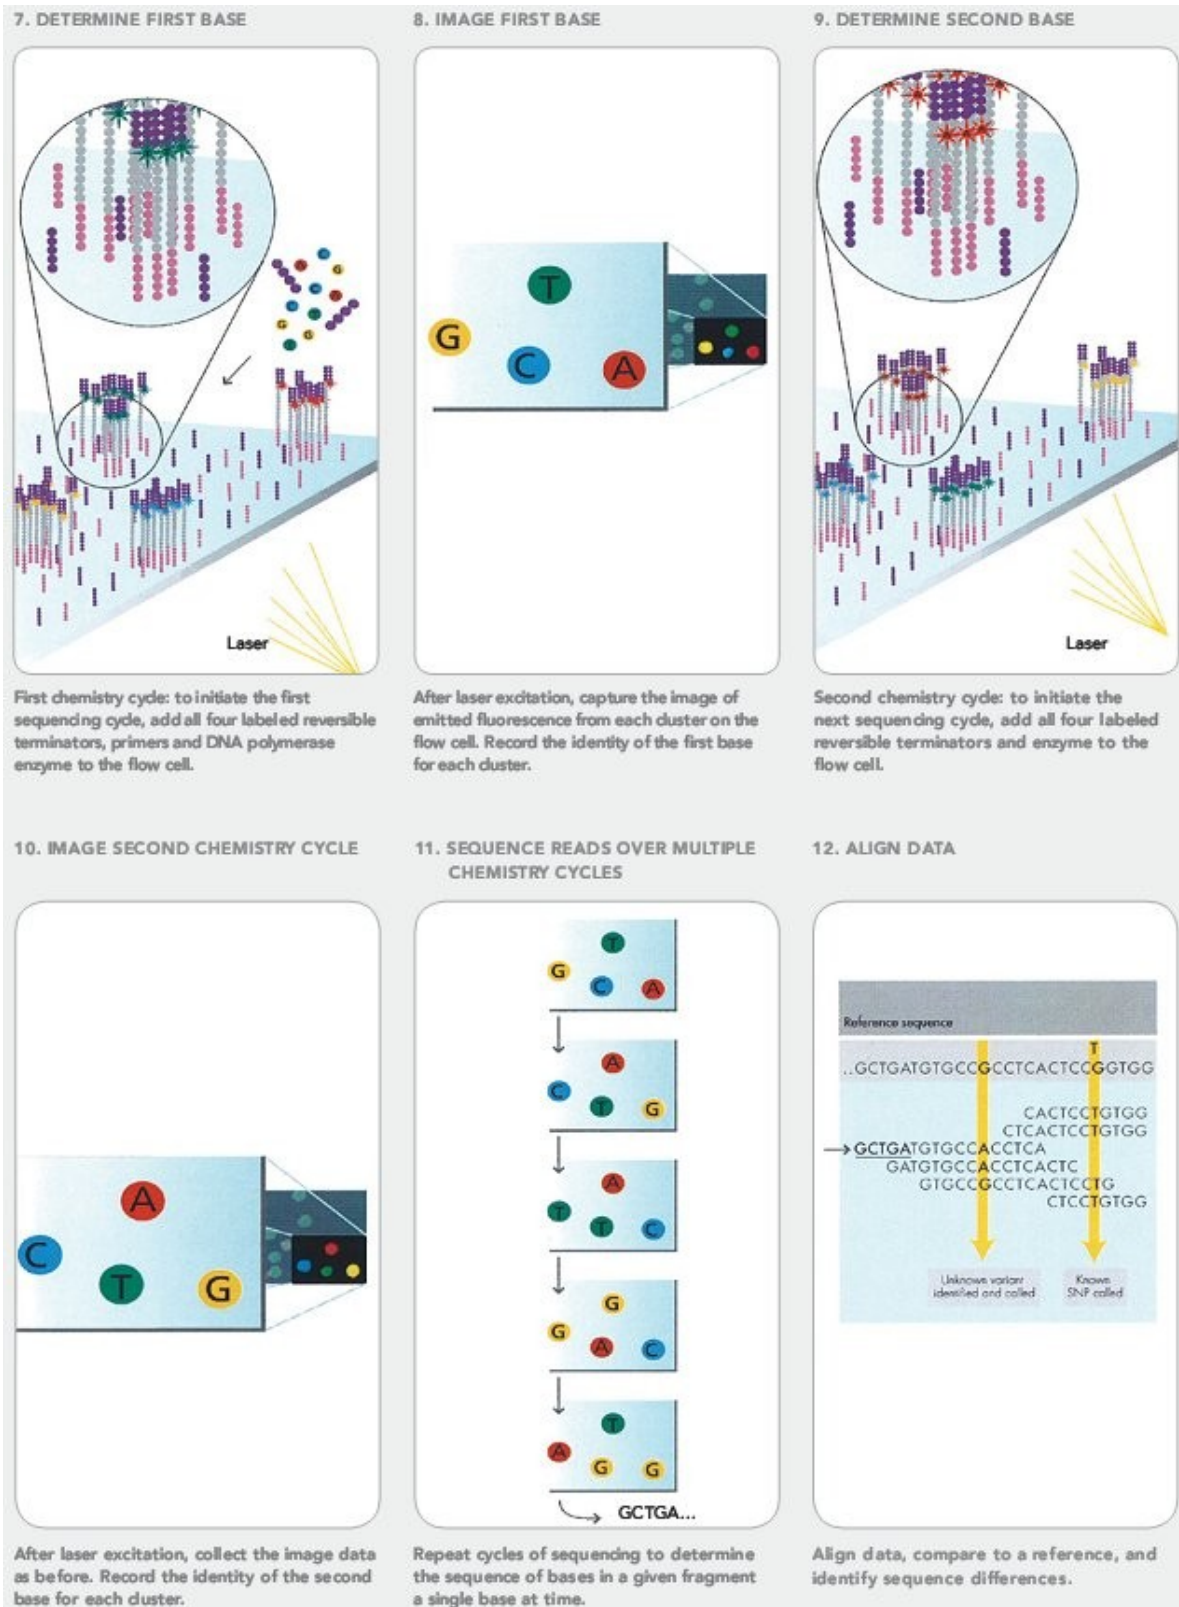 7. DETERMINE FIRST BASE
C
A
G
C
A
C
T
G
G
T
Laser
First chemistry cycle: to initiate the first
sequencing cycle, add all four labeled reversible
terminators, primers and DNA polymerase
enzyme to the flow cell.
8. IMAGE FIRST BASE
T
G
C
A
After laser excitation, capture the image of
emitted fluorescence from each cluster on the
flow cell. Record the identity of the first base
for each cluster.
9. DETERMINE SECOND BASE
Laser
Second chemistry cycle: to initiate the
next sequencing cycle, add all four labeled
reversible terminators and enzyme to the
flow cell.
10. IMAGE SECOND CHEMISTRY CYCLE
A
C
T
G
After laser excitation, collect the image data
as before. Record the identity of the second
base for each cluster.
11. SEQUENCE READS OVER MULTIPLE
CHEMISTRY CYCLES
T
G
C
A
A
C
T
G
A
T
T
C
G
G
A
C
T
A
G
G
GCTGA...
Repeat cycles of sequencing to determine
the sequence of bases in a given fragment
a single base at time.
12. ALIGN DATA
Reference sequence
T
..GCTGATGTGCCGCCTCACTCCGGTGG
CACTCCTGTGG
CTCACTCCTGTGG
GCTGATGTGCCACCTCA
GATGTGCCACCTCACTC
GTGCCGCCTCACTCCTG
CTCCTGTGG
Unknown variant
identified and called
Known
SNP called
Align data, compare to a reference, and
identify sequence differences.